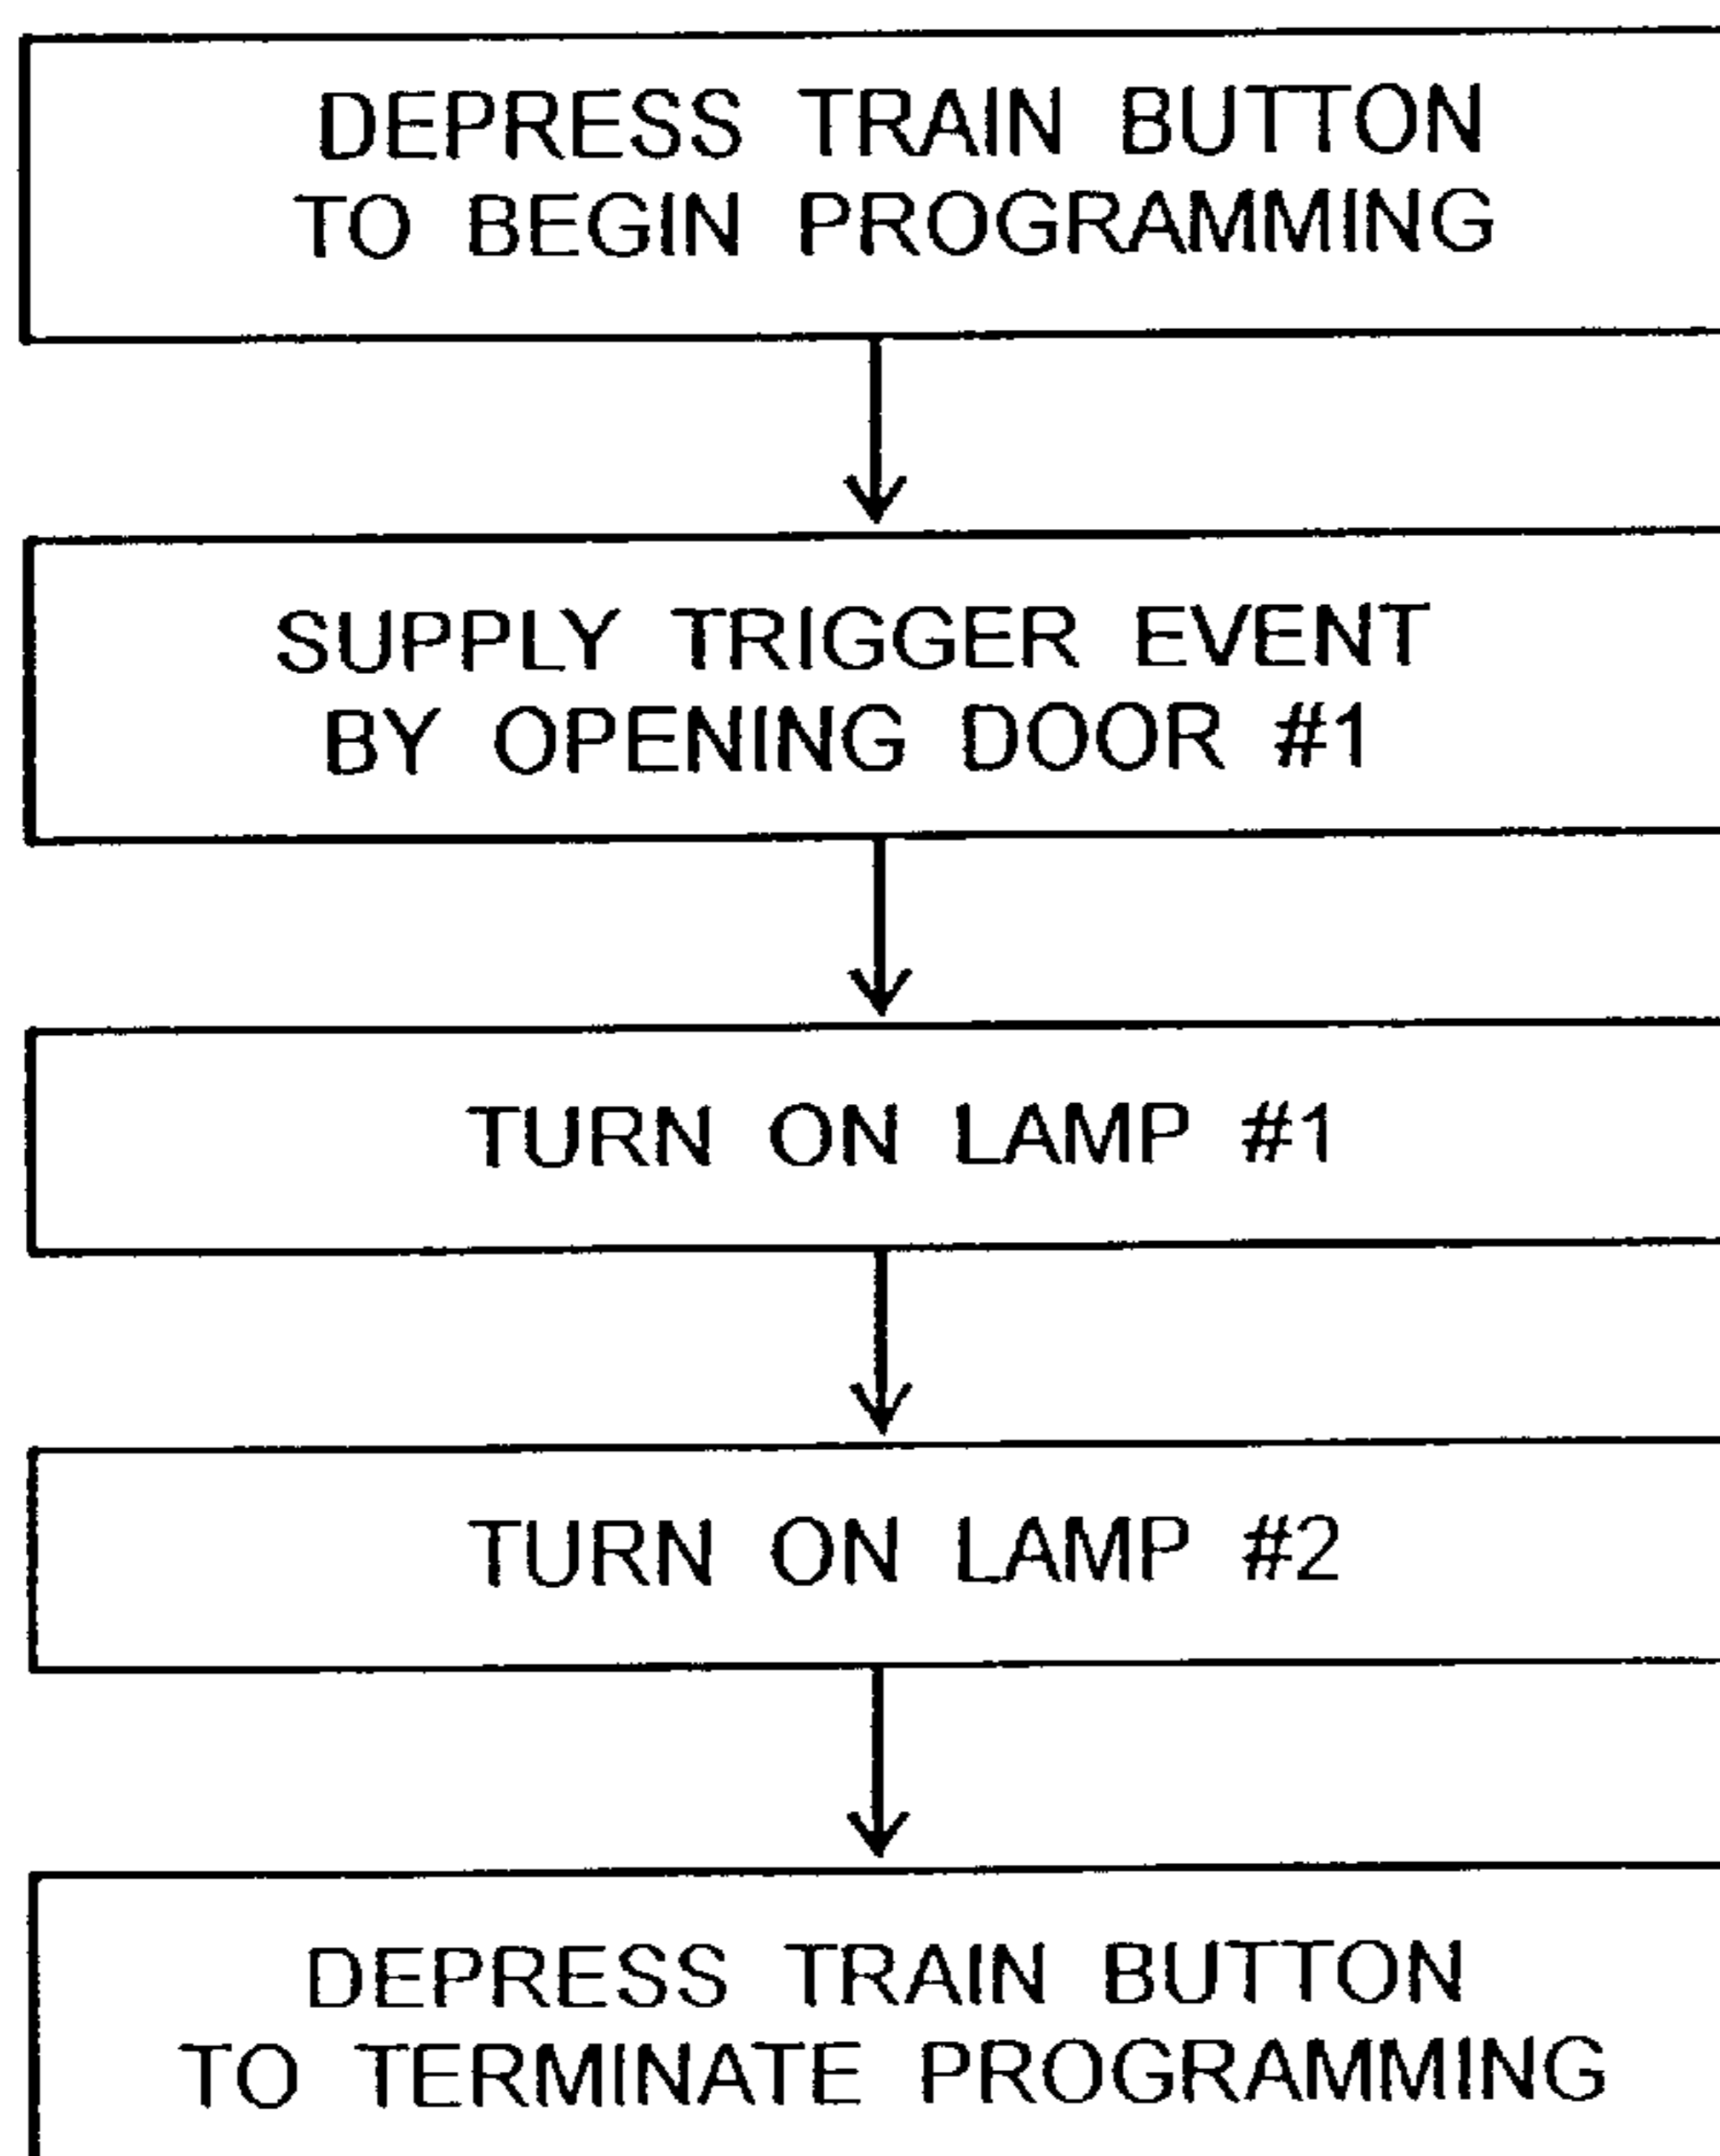 DEPRESS TRAIN BUTTON
TO BEGIN PROGRAMMING
SUPPLY TRIGGER EVENT
BY OPENING DOOR #1
TURN ON LAMP #1
TURN ON LAMP #2
DEPRESS TRAIN BUTTON
TO TERMINATE PROGRAMMING